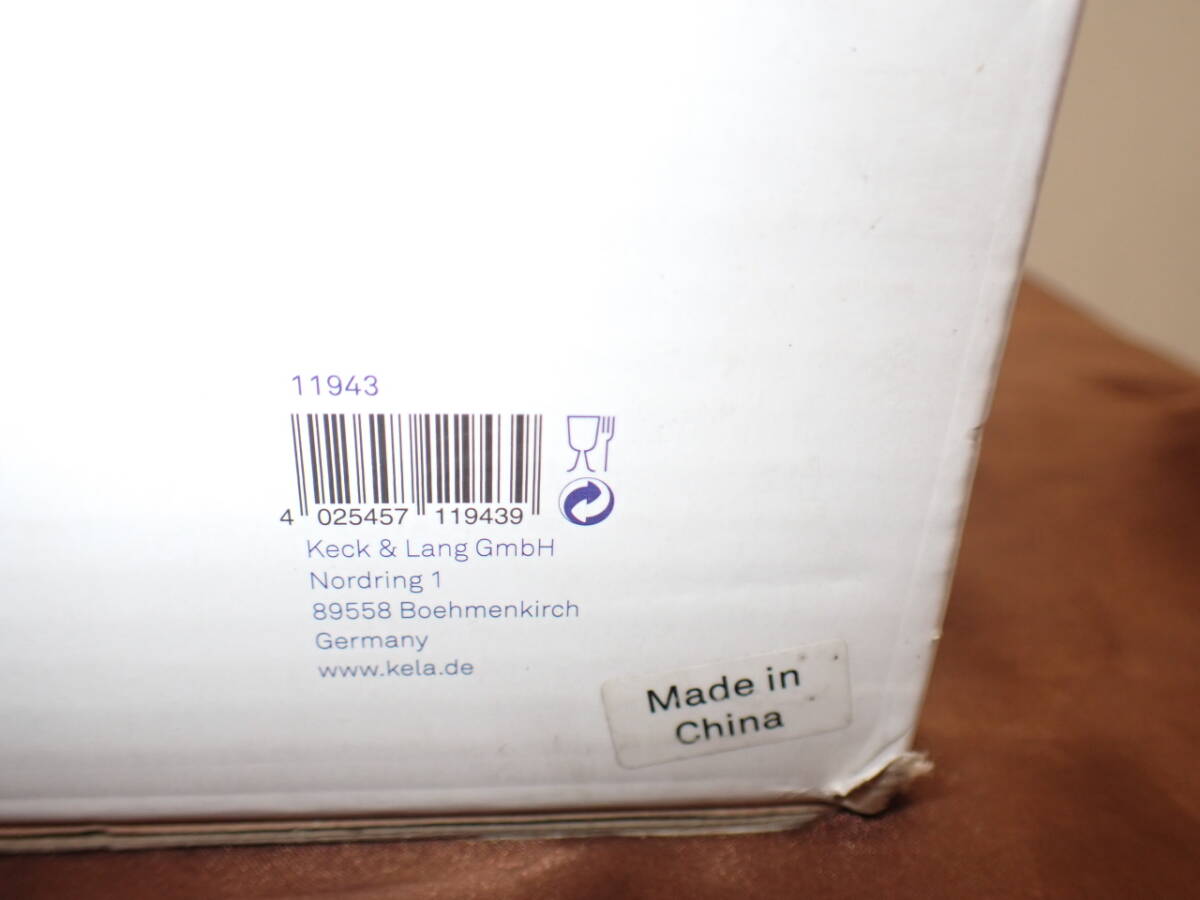 11943
4 025457 119439
Keck & Lang GmbH
Nordring 1
89558 Boehmenkirch
Germany
www.kela.de
Made in
China